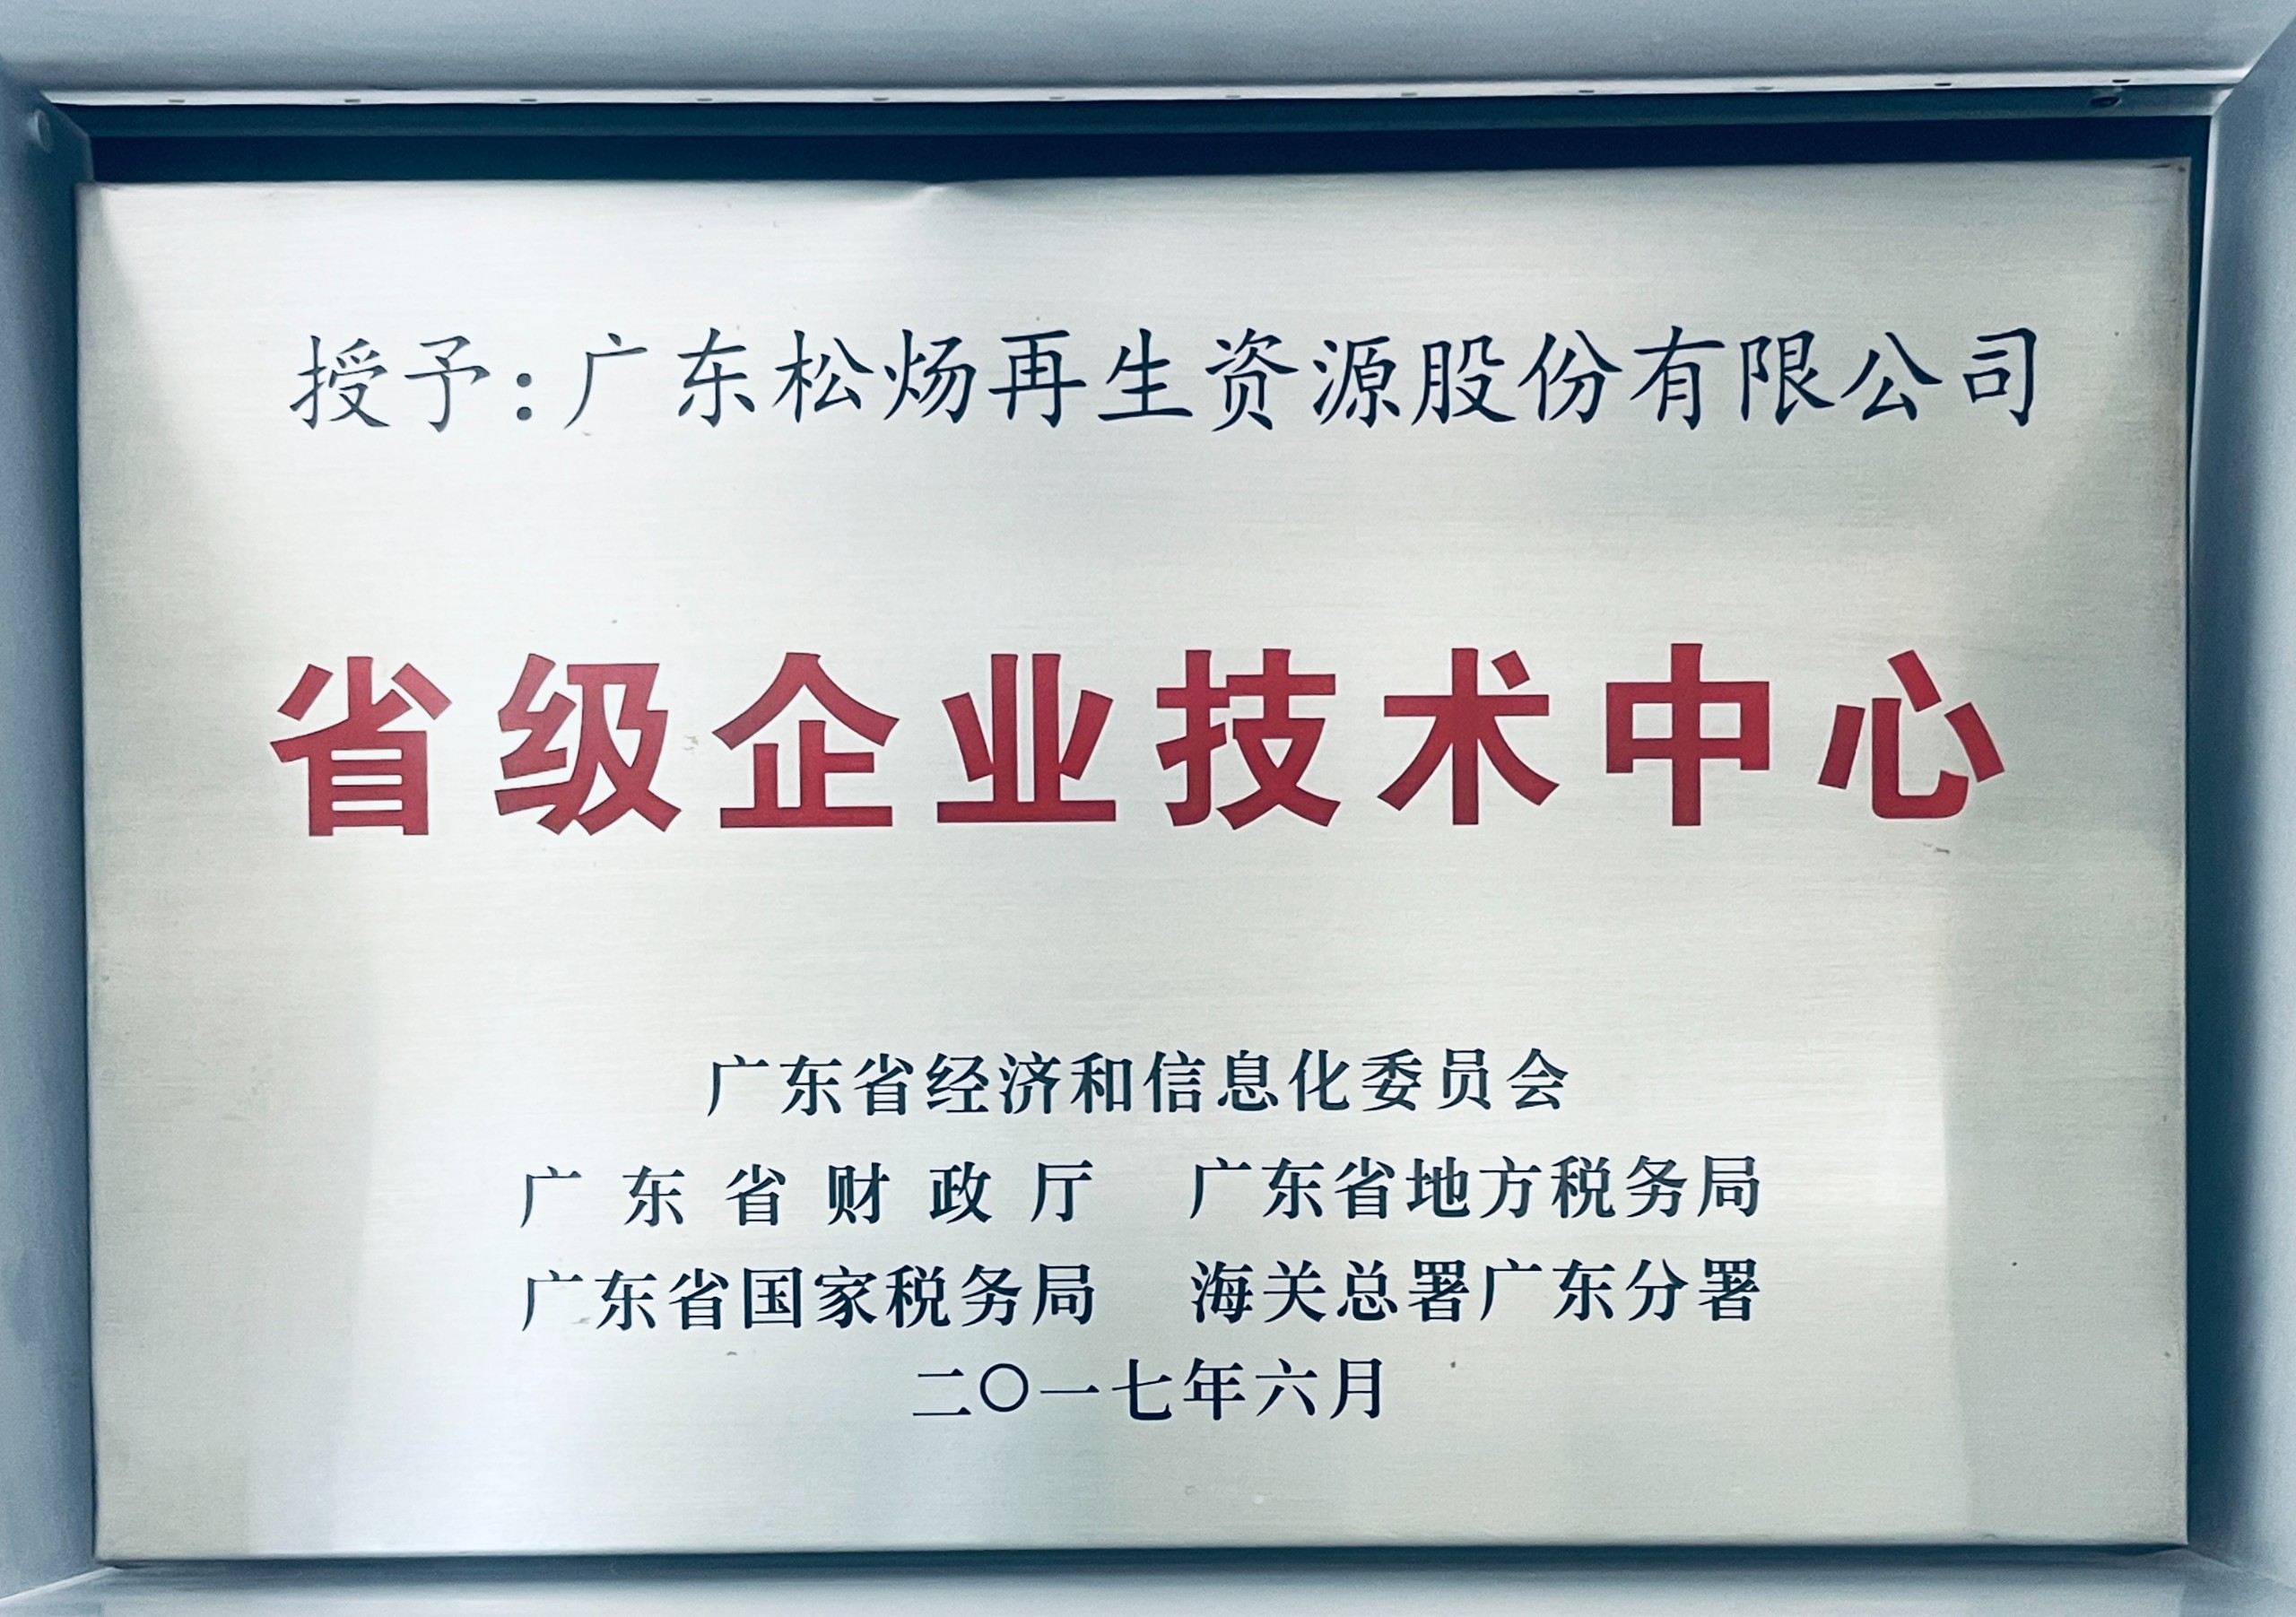 授予:广东松炀再生资源股份有限公司
省级企业技术中心
广东省经济和信息化委员会
广东省财政厅 广东省地方税务局
广东省国家税务局 海关总署广东分署
二〇一七年六月